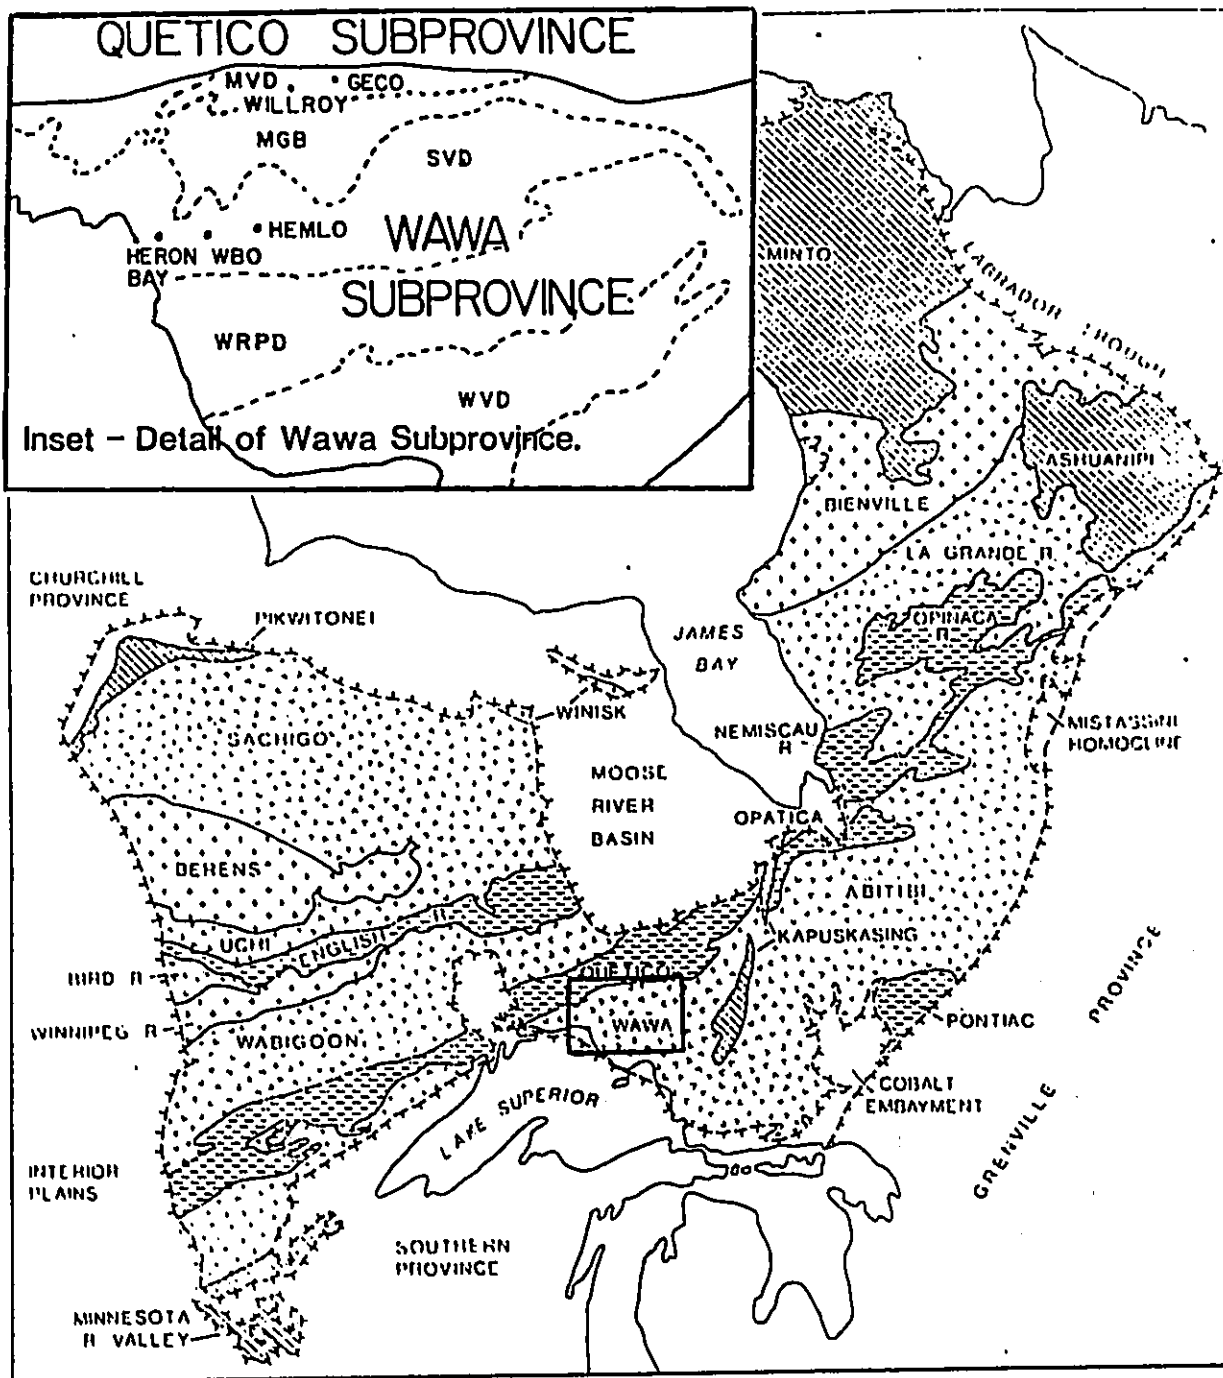 QUETICO SUBPROVINCE
MVD
GECO
WILLROY
MGB
SVD
HEMLO
WAWA
HERON WBO
BAY
SUBPROVINCE
WRPD
WVD
Inset – Detail of Wawa Subprovince.
MINTO
LABRADOR TROUGH
ASHUANIPI
BIENVILLE
LA GRANDE R.
CHURCHILL
PROVINCE
PIKWITONEI
OPINACA
R
JAMES
BAY
WINISK
SACHIGO
NEMISCAU
R
MISTASSINI
HOMOCLINE
MOOSE
RIVER
BASIN
OPATICA
BERENS
ABITIBI
UCHI
ENGLISH R
KAPUSKASING
BIRD R
QUETICO
WINNIPEG R
WABIGOON
WAWA
PONTIAC
PROVINCE
COBALT
EMBAYMENT
LAKE SUPERIOR
GRENVILLE
INTERIOR
PLAINS
SOUTHERN
PROVINCE
MINNESOTA
R VALLEY